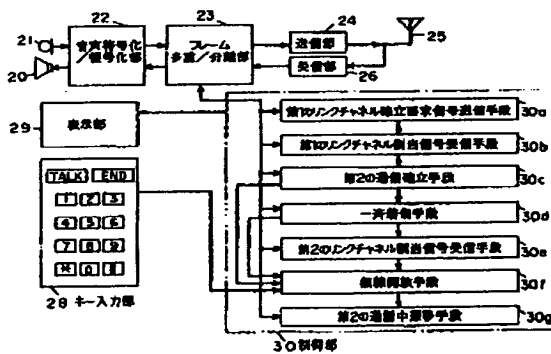 22
23
24
21
20
音声符号化
/復号化部
フレーム
多重/分離部
送信部
受信部
25
26
29
表示部
第1のリンクチャネル確立要求信号送信手段
30a
第1のリンクチャネル割当信号受信手段
30b
第2の通信確立手段
30c
一斉着信手段
30d
第2のリンクチャネル割当信号受信手段
30e
無線開放手段
30f
第2の通話中移行手段
30g
TALK END
1 2 3
4 5 6
7 8 9
* 0 #
28 キー入力部
30 制御部